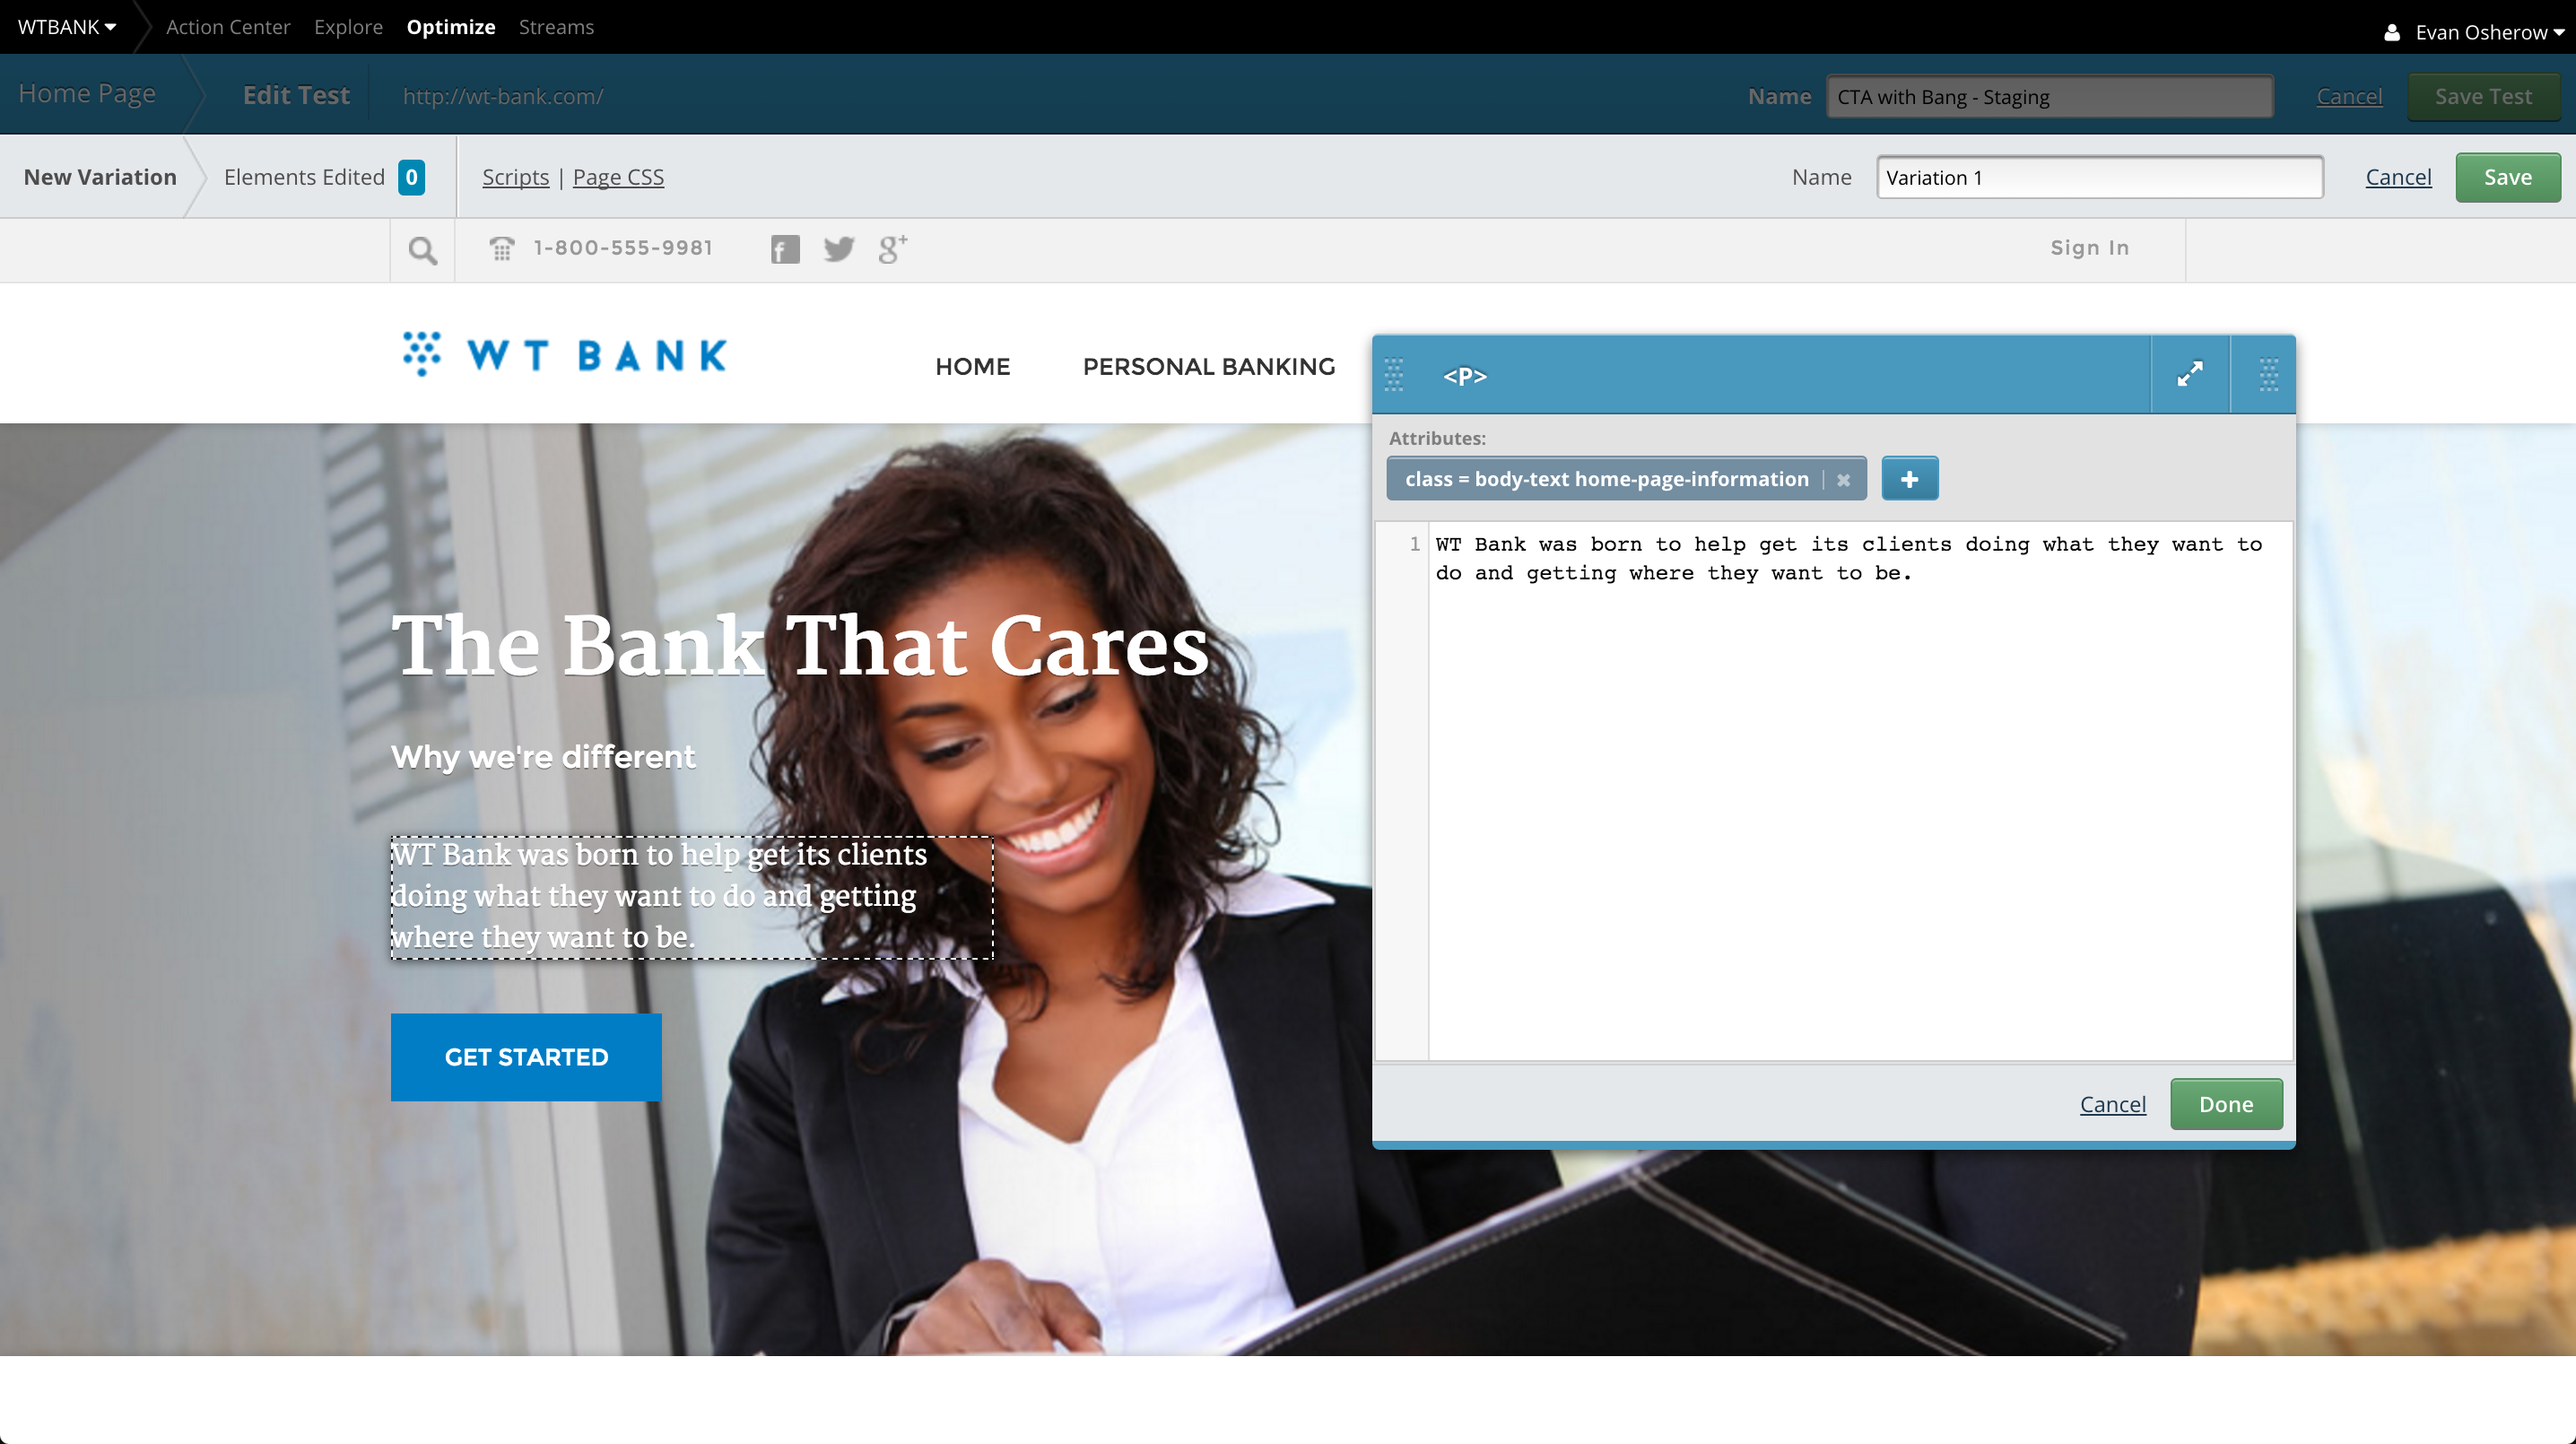 WTBANK Action Center Explore Optimize Streams Evan Osherow
Home Page Edit Test http://wt-bank.com/ Name CTA with Bang - Staging Cancel Save Test
New Variation Elements Edited 0 Scripts | Page CSS Name Variation 1 Cancel Save
1-800-555-9981 f g+ Sign In
WT BANK HOME PERSONAL BANKING
<P>
Attributes:
class = body-text home-page-information
1 WT Bank was born to help get its clients doing what they want to
do and getting where they want to be.
Cancel Done
The Bank That Cares
Why we're different
WT Bank was born to help get its clients
doing what they want to do and getting
where they want to be.
GET STARTED